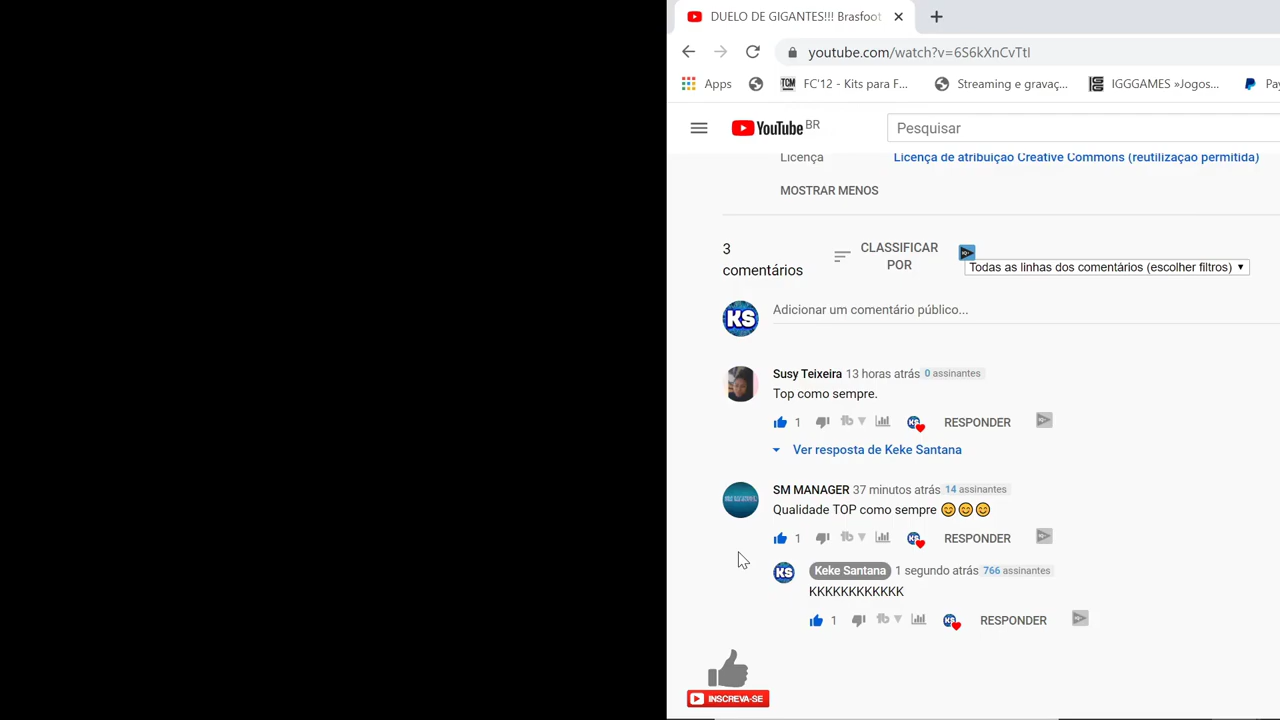 DUELO DE GIGANTES!!! Brasfoot
youtube.com/watch?v=6S6kXnCvTtI
Apps
FC'12 - Kits para F...
Streaming e gravaç...
IGGGAMES »Jogos...
Pay
YouTube BR
Pesquisar
Licença
Licença de atribuição Creative Commons (reutilização permitida)
MOSTRAR MENOS
3
comentários
CLASSIFICAR
POR
Todas as linhas dos comentários (escolher filtros) ▼
KS
Adicionar um comentário público...
Susy Teixeira 13 horas atrás 0 assinantes
Top como sempre.
1 RESPONDER
Ver resposta de Keke Santana
SM MANAGER 37 minutos atrás 14 assinantes
Qualidade TOP como sempre 😊😊😊
1 RESPONDER
KS
Keke Santana 1 segundo atrás 766 assinantes
KKKKKKKKKKKK
1 RESPONDER
INSCREVA-SE